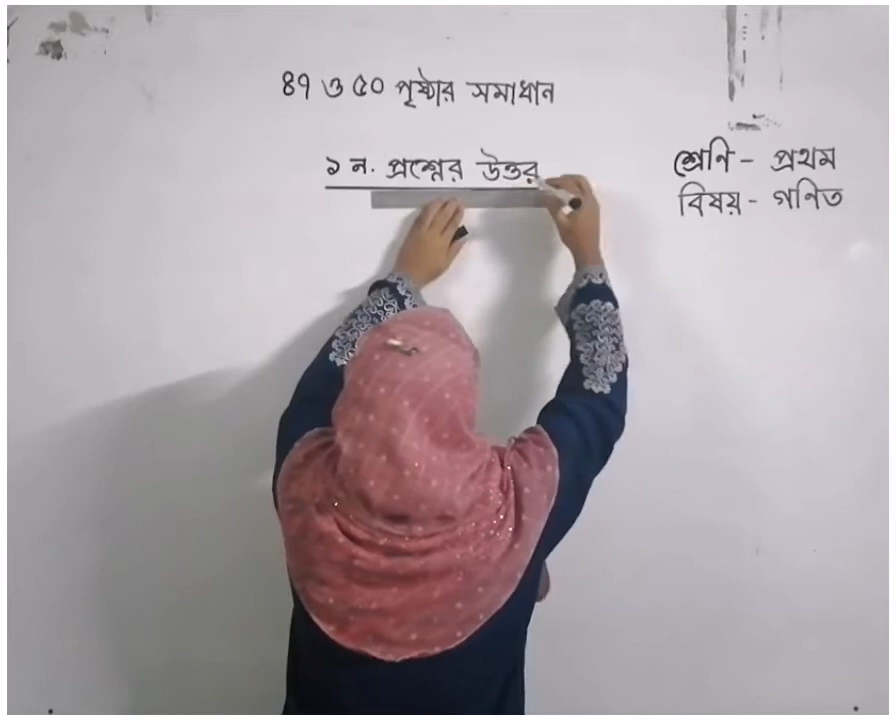 ৪৭ ও ৫০ পৃষ্ঠার সমাধান
১ ন. প্রশ্নের উত্তর
শ্রেণি - প্রথম
বিষয় - গণিত